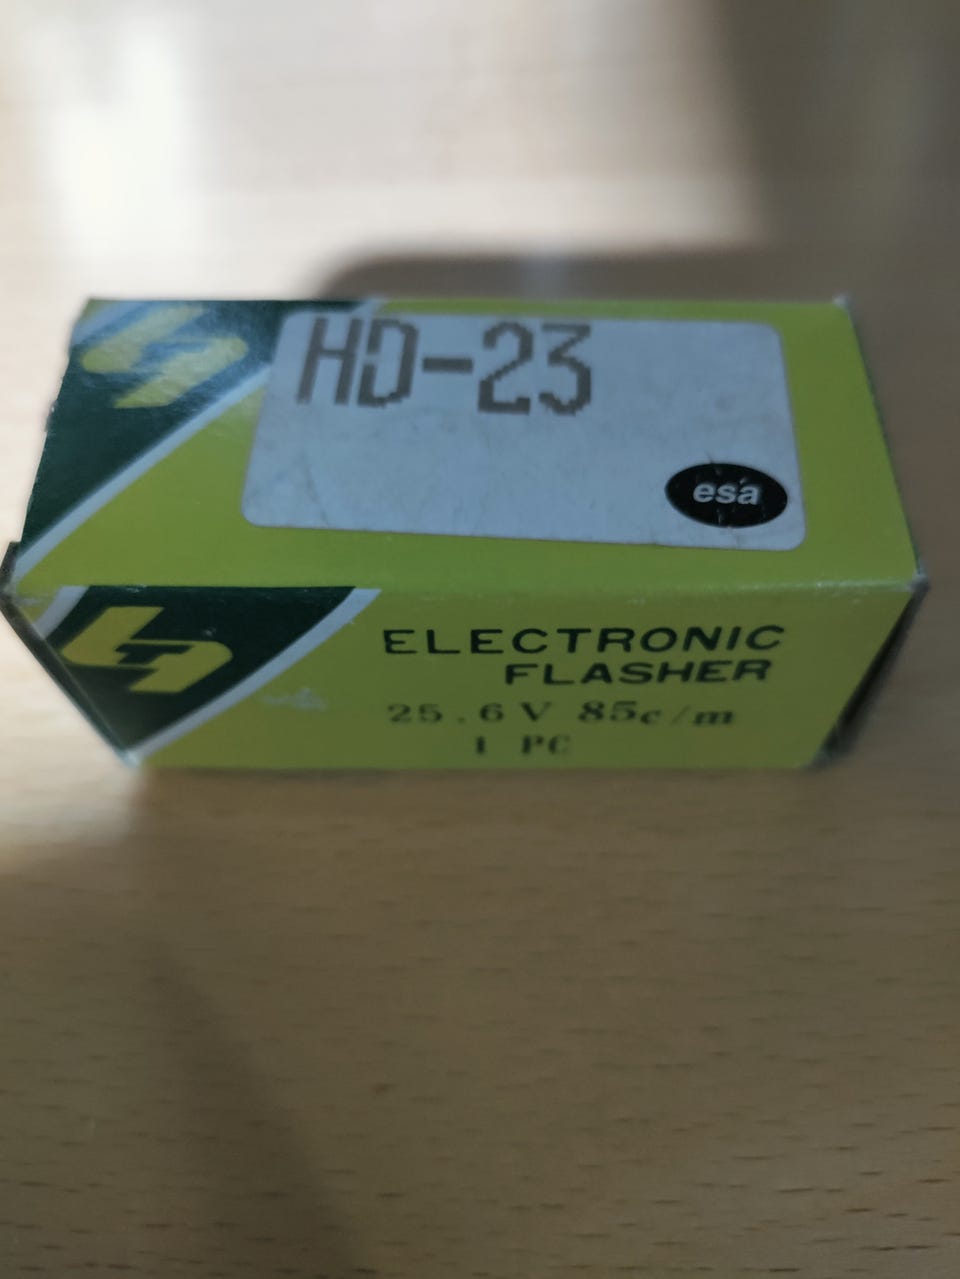 HD-23
esa
ELECTRONIC
FLASHER
25.6V 85c/m
1 PC